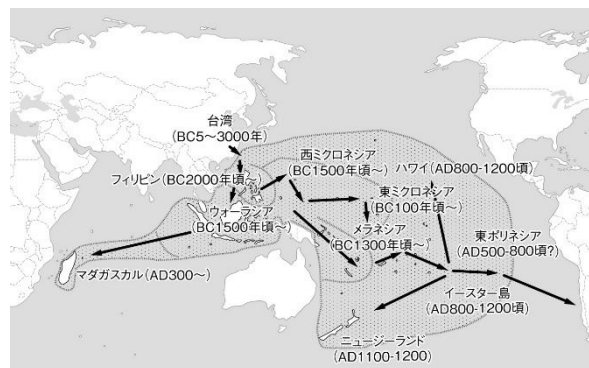 台湾
(BC5～3000年)
フィリピン(BC2000年頃～)
西ミクロネシア
(BC1500年頃～)
ハワイ(AD800-1200頃)
ウォーラシア
(BC1500年頃～)
東ミクロネシア
(BC100年頃～)
メラネシア
(BC1300年頃～)
東ポリネシア
(AD500-800頃?)
マダガスカル(AD300～)
イースター島
(AD800-1200頃)
ニュージーランド
(AD1100-1200)